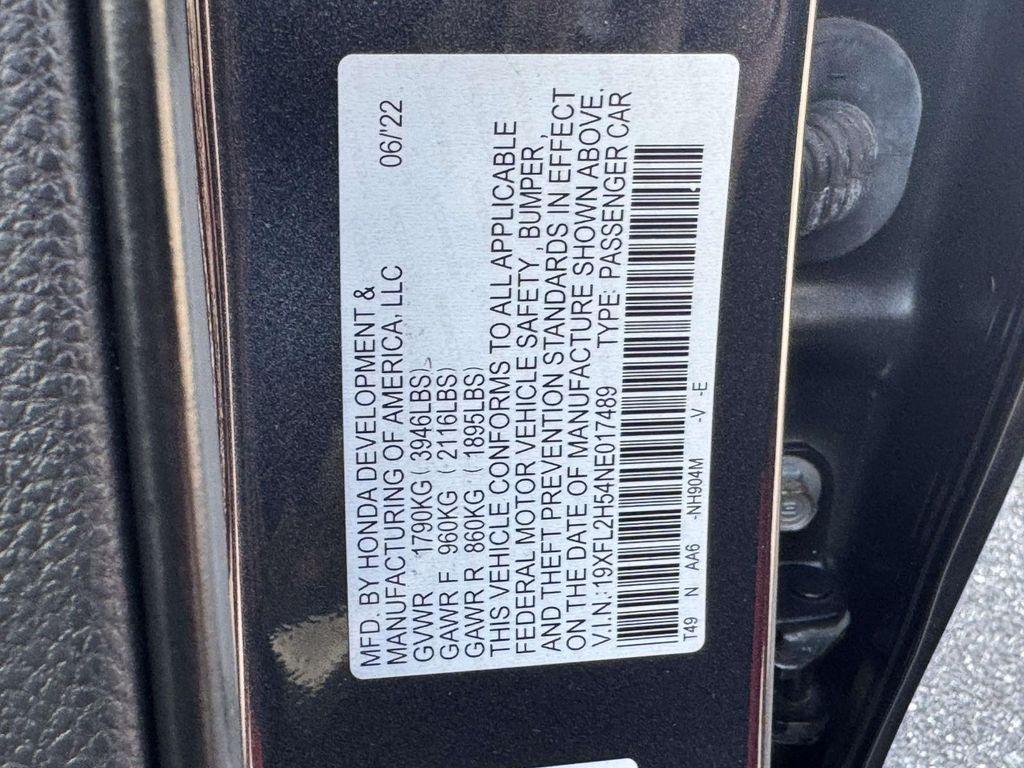 MFD. BY HONDA DEVELOPMENT &
MANUFACTURING OF AMERICA, LLC 06/'22
GVWR 1790KG (3946LBS)
GAWR F 960KG (2116LBS)
GAWR R 860KG (1895LBS)
THIS VEHICLE CONFORMS TO ALL APPLICABLE
FEDERAL MOTOR VEHICLE SAFETY , BUMPER ,
AND THEFT PREVENTION STANDARDS IN EFFECT
ON THE DATE OF MANUFACTURE SHOWN ABOVE.
V.I.N.:19XFL2H54NE017489 TYPE: PASSENGER CAR
T49 N AA6 -NH904M -V -E